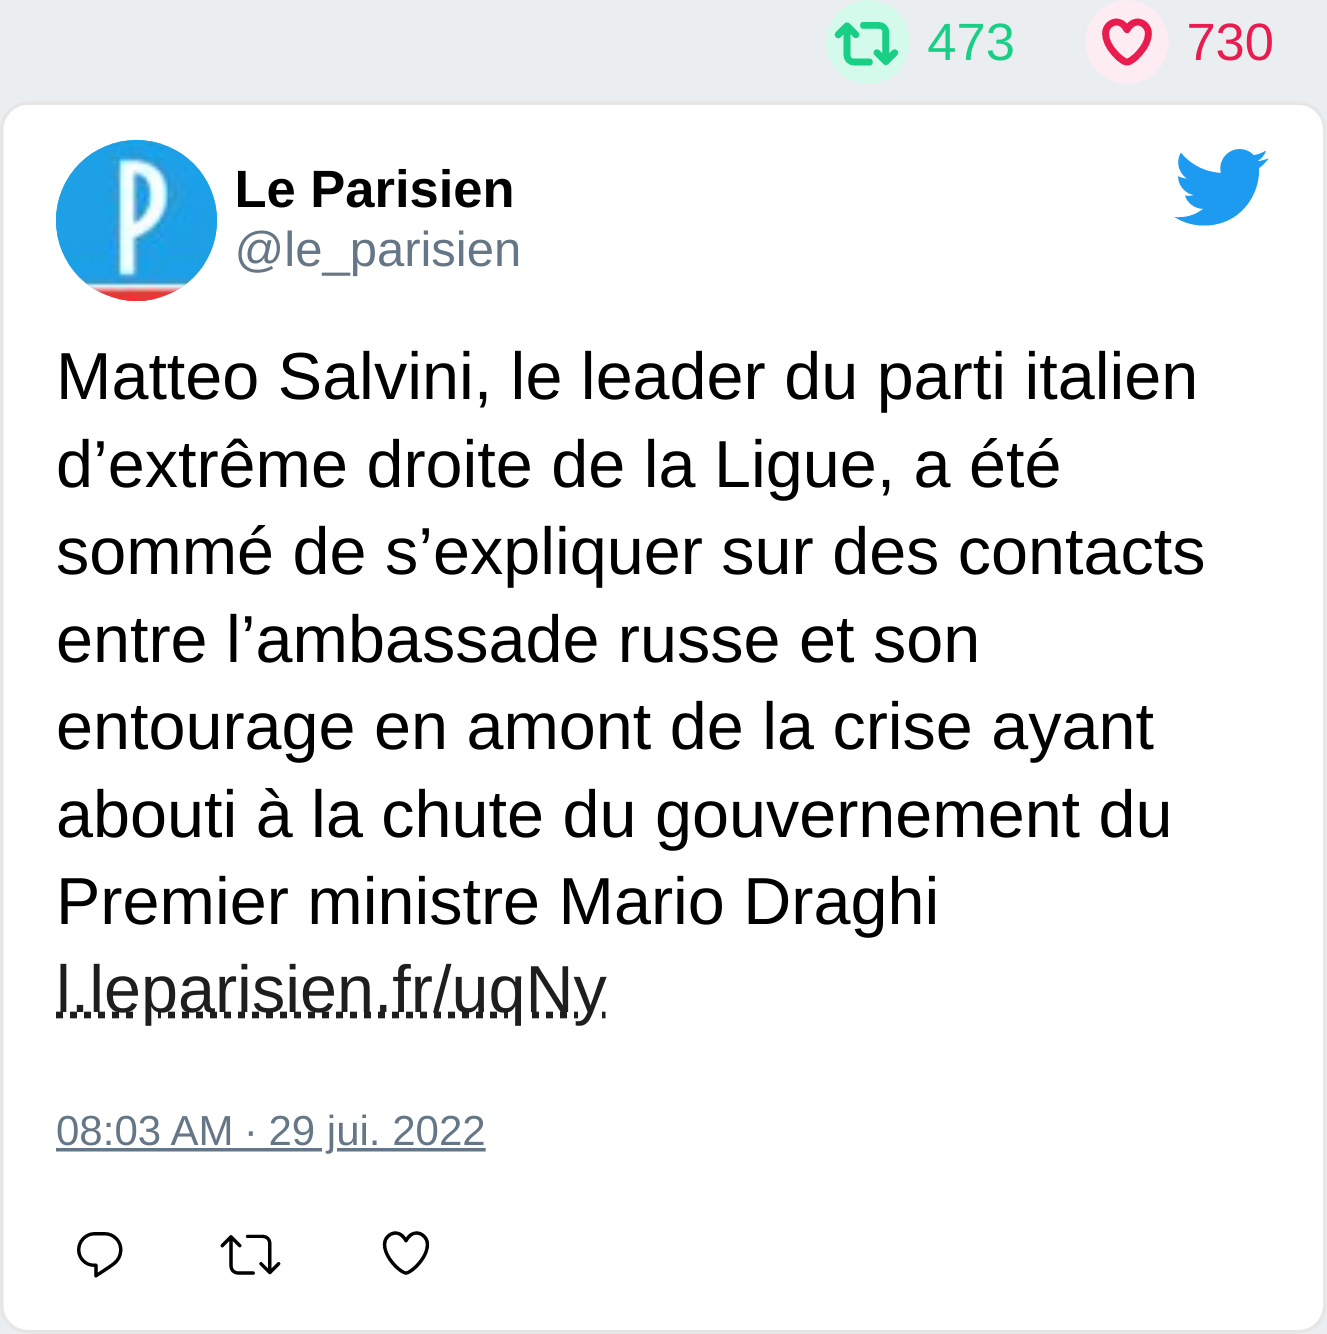 473 730
Le Parisien
@le_parisien
Matteo Salvini, le leader du parti italien
d’extrême droite de la Ligue, a été
sommé de s’expliquer sur des contacts
entre l’ambassade russe et son
entourage en amont de la crise ayant
abouti à la chute du gouvernement du
Premier ministre Mario Draghi
l.leparisien.fr/uqNy
08:03 AM · 29 jui. 2022